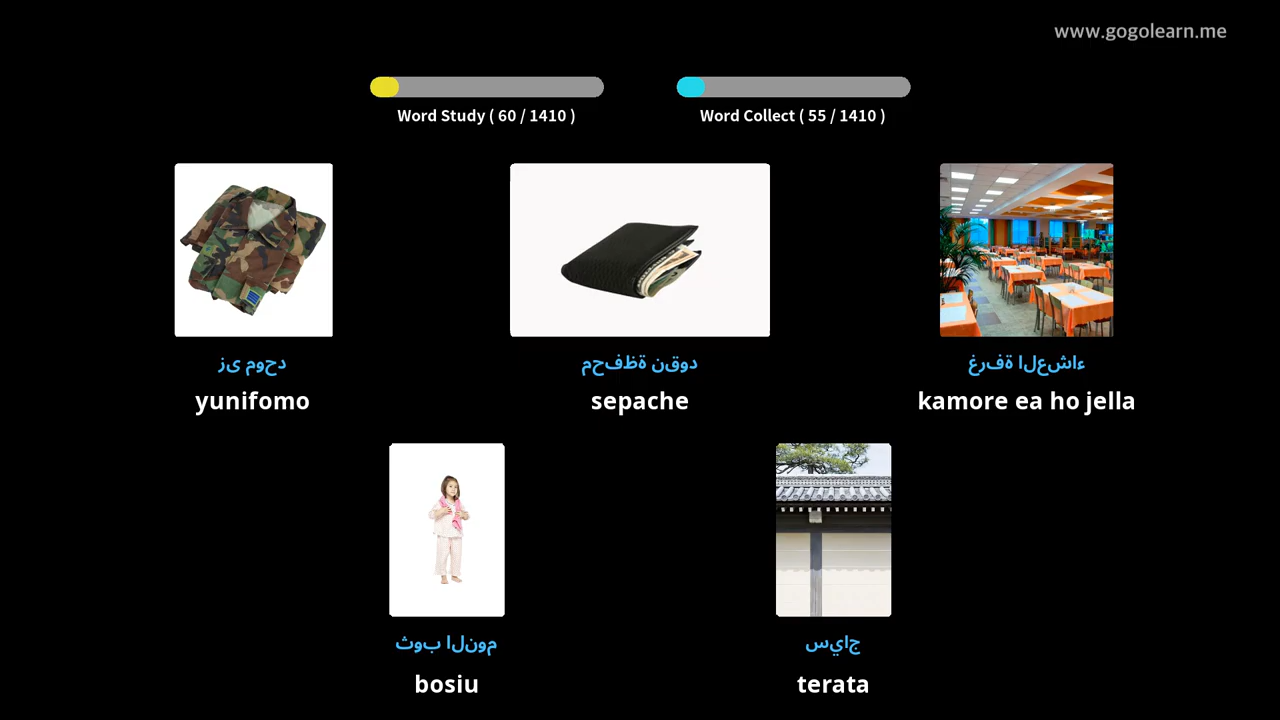 www.gogolearn.me
Word Study ( 60 / 1410 )
Word Collect ( 55 / 1410 )
زى موحد
محفظة نقود
غرفة العشاء
yunifomo
sepache
kamore ea ho jella
ثوب النوم
سياج
bosiu
terata